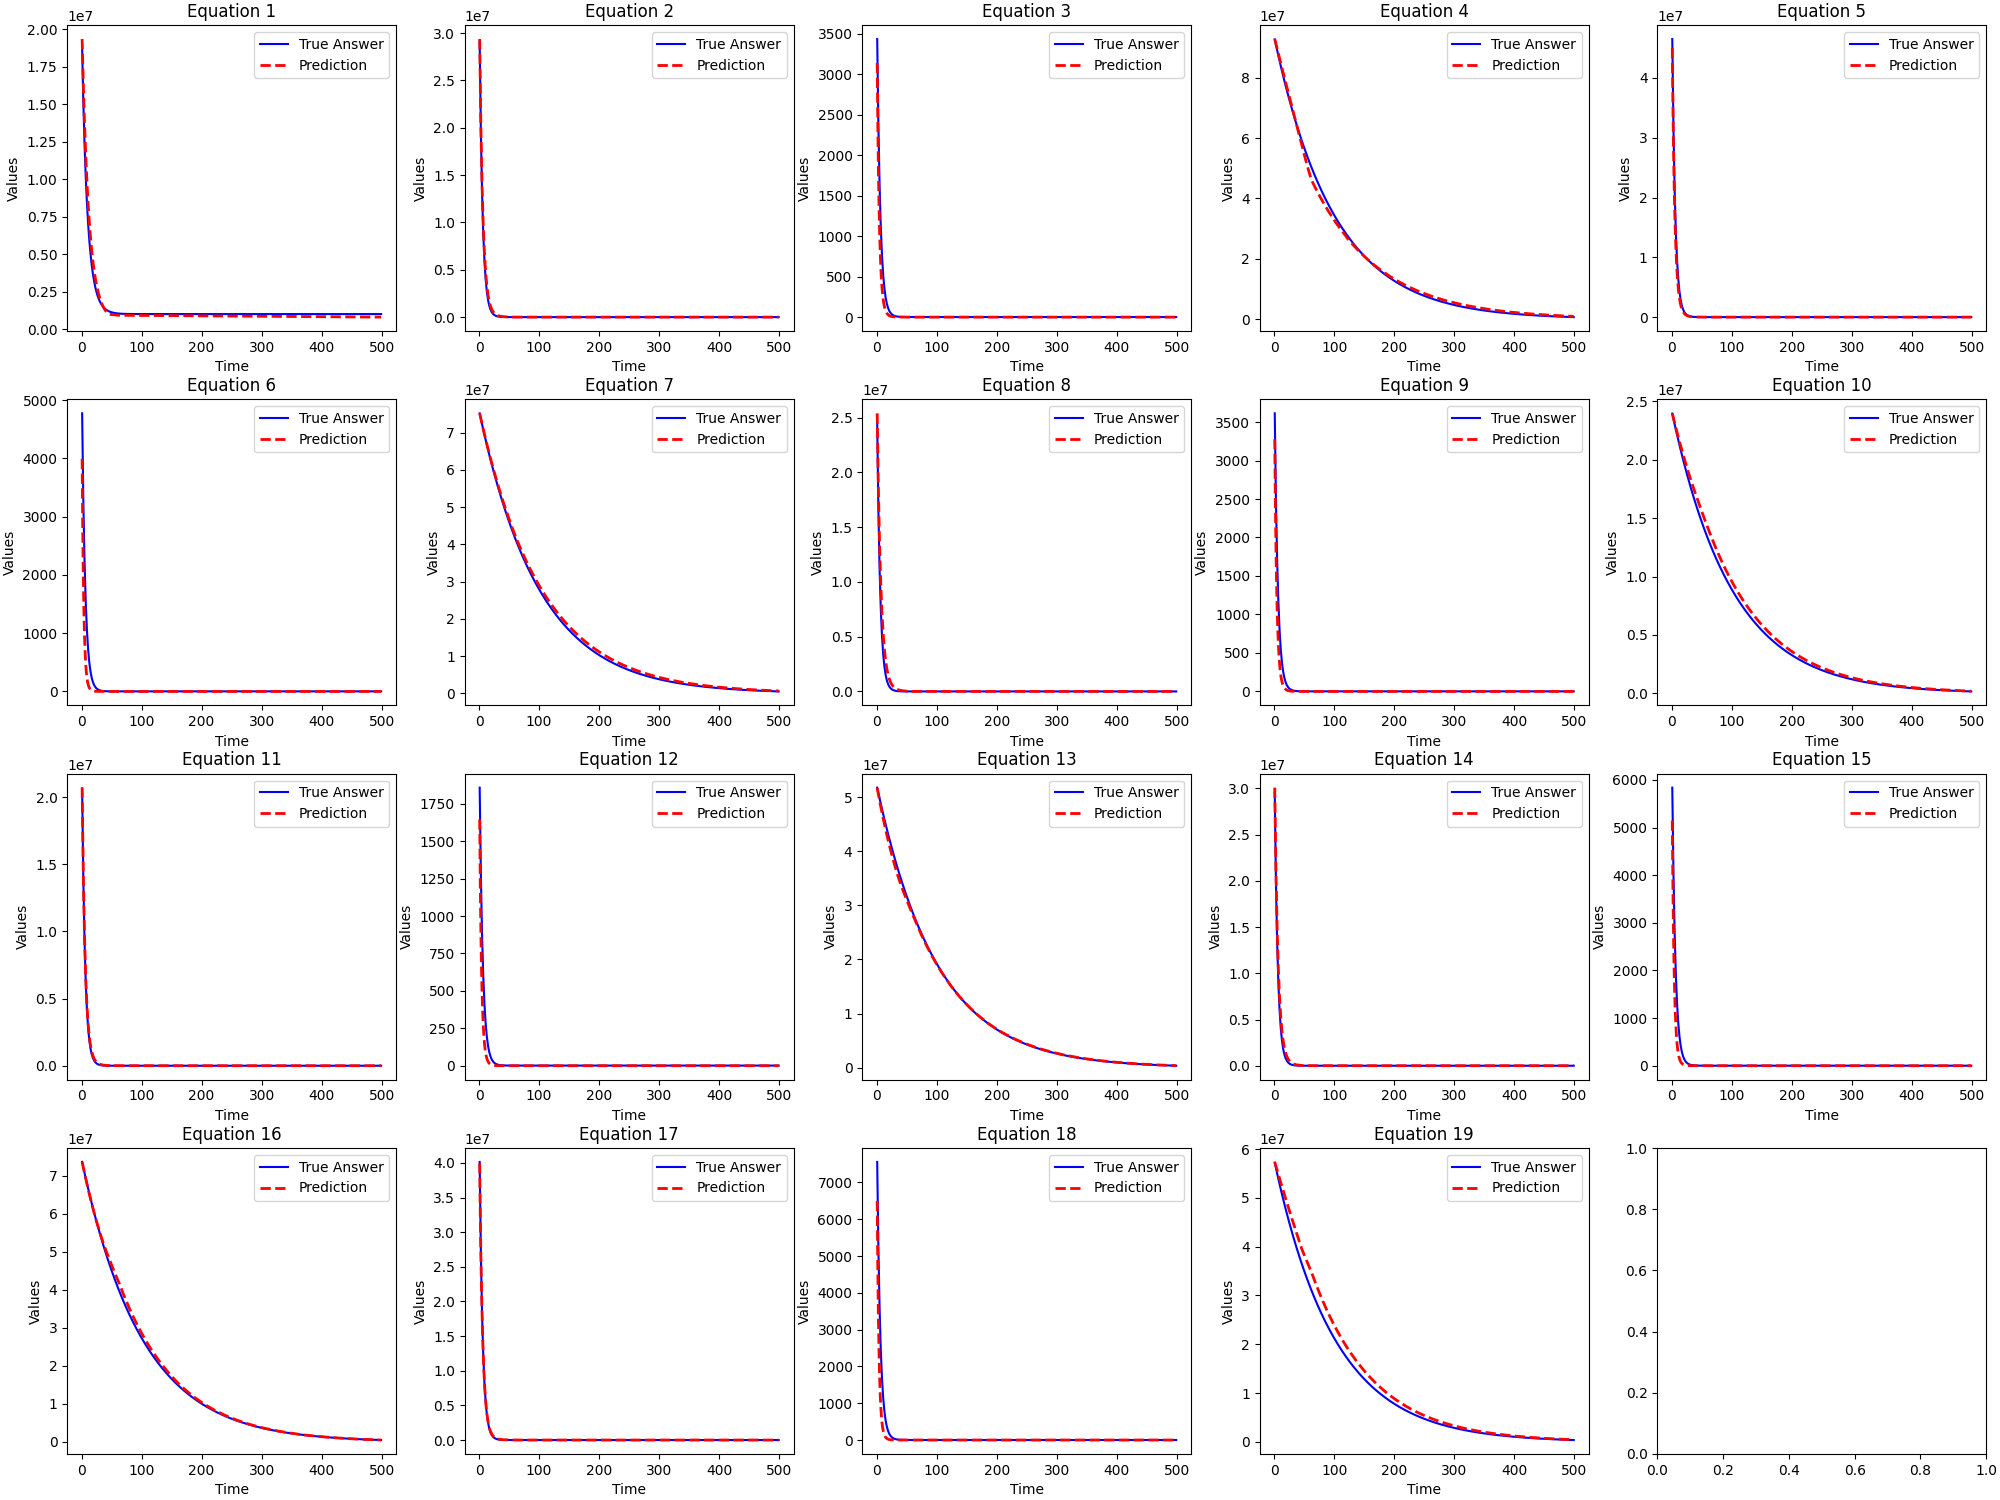 Equation 1
1e7
2.00
1.75
1.50
1.25
1.00
0.75
0.50
0.25
0.00
Values
True Answer
Prediction
0 100 200 300 400 500
Time
Equation 2
1e7
3.0
2.5
2.0
1.5
1.0
0.5
0.0
Values
True Answer
Prediction
0 100 200 300 400 500
Time
Equation 3
3500
3000
2500
2000
1500
1000
500
0
Values
True Answer
Prediction
0 100 200 300 400 500
Time
Equation 4
1e7
8
6
4
2
0
Values
True Answer
Prediction
0 100 200 300 400 500
Time
Equation 5
1e7
4
3
2
1
0
Values
True Answer
Prediction
0 100 200 300 400 500
Time
Equation 6
5000
4000
3000
2000
1000
0
Values
True Answer
Prediction
0 100 200 300 400 500
Time
Equation 7
1e7
7
6
5
4
3
2
1
0
Values
True Answer
Prediction
0 100 200 300 400 500
Time
Equation 8
1e7
2.5
2.0
1.5
1.0
0.5
0.0
Values
True Answer
Prediction
0 100 200 300 400 500
Time
Equation 9
3500
3000
2500
2000
1500
1000
500
0
Values
True Answer
Prediction
0 100 200 300 400 500
Time
Equation 10
1e7
2.5
2.0
1.5
1.0
0.5
0.0
Values
True Answer
Prediction
0 100 200 300 400 500
Time
Equation 11
1e7
2.0
1.5
1.0
0.5
0.0
Values
True Answer
Prediction
0 100 200 300 400 500
Time
Equation 12
1750
1500
1250
1000
750
500
250
0
Values
True Answer
Prediction
0 100 200 300 400 500
Time
Equation 13
1e7
5
4
3
2
1
0
Values
True Answer
Prediction
0 100 200 300 400 500
Time
Equation 14
1e7
3.0
2.5
2.0
1.5
1.0
0.5
0.0
Values
True Answer
Prediction
0 100 200 300 400 500
Time
Equation 15
6000
5000
4000
3000
2000
1000
0
Values
True Answer
Prediction
0 100 200 300 400 500
Time
Equation 16
1e7
7
6
5
4
3
2
1
0
Values
True Answer
Prediction
0 100 200 300 400 500
Time
Equation 17
1e7
4.0
3.5
3.0
2.5
2.0
1.5
1.0
0.5
0.0
Values
True Answer
Prediction
0 100 200 300 400 500
Time
Equation 18
7000
6000
5000
4000
3000
2000
1000
0
Values
True Answer
Prediction
0 100 200 300 400 500
Time
Equation 19
1e7
6
5
4
3
2
1
0
Values
True Answer
Prediction
0 100 200 300 400 500
Time
1.0
0.8
0.6
0.4
0.2
0.0
0.0 0.2 0.4 0.6 0.8 1.0